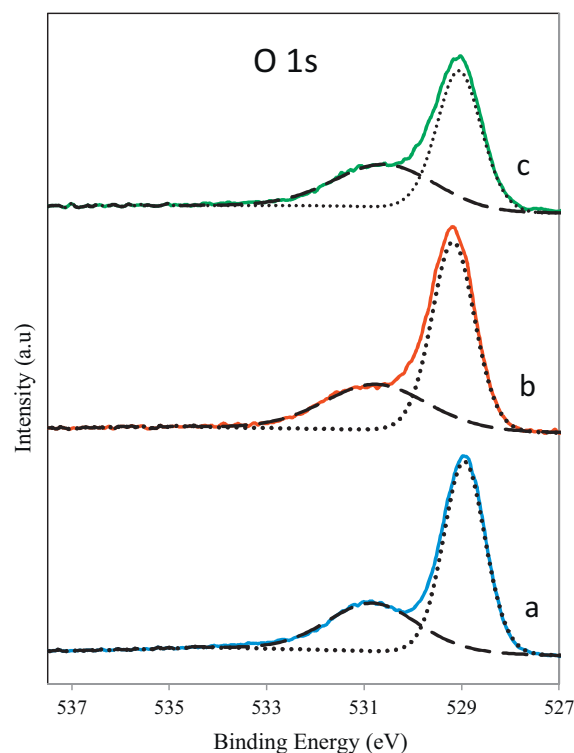 O 1s
c
b
a
Intensity (a.u)
537 535 533 531 529 527
Binding Energy (eV)